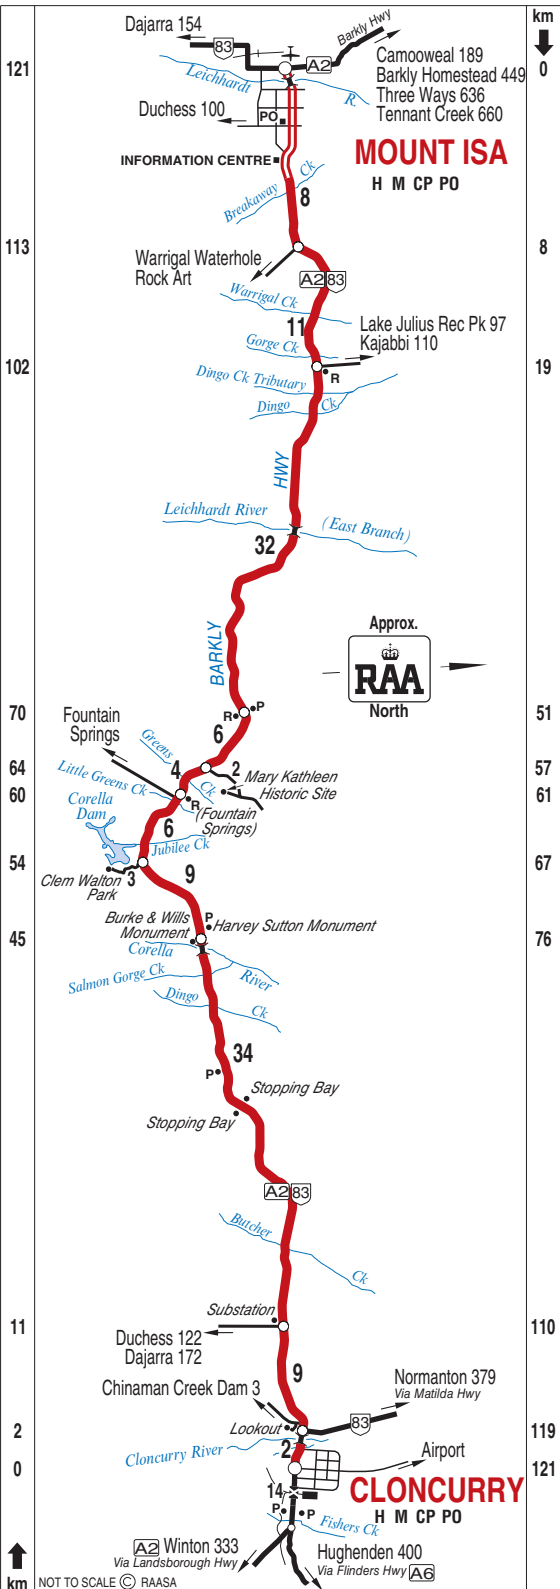 km
Dajarra 154
83
A2
Barkly Hwy
121
0
Camooweal 189
Barkly Homestead 449
Three Ways 636
Tennant Creek 660
Leichhardt
R.
Duchess 100
PO
MOUNT ISA
H M CP PO
INFORMATION CENTRE
Breakaway Ck
8
113
8
Warrigal Waterhole
Rock Art
A2 83
Warrigal Ck
11
Lake Julius Rec Pk 97
Kajabbi 110
Gorge Ck
102
19
R
Dingo Ck Tributary
Dingo Ck
HWY
Leichhardt River
(East Branch)
32
BARKLY
Approx.
RAA
North
70
R P
51
Fountain
Springs
6
Greens
Ck
64
4
2
57
Mary Kathleen
Historic Site
1
Little Greens Ck
60
R
61
(Fountain
Springs)
Corella
Dam
6
Jubilee Ck
54
67
3
9
Clem Walton
Park
Burke & Wills
Monument
P
Harvey Sutton Monument
45
76
Corella
River
Salmon Gorge Ck
Dingo
Ck
34
P
Stopping Bay
Stopping Bay
A2 83
Butcher
Ck
Substation
11
110
Duchess 122
Dajarra 172
9
Chinaman Creek Dam 3
Normanton 379
Via Matilda Hwy
83
Lookout
2
119
Cloncurry River
2
Airport
0
121
14
CLONCURRY
H M CP PO
P P
Fishers Ck
A2 Winton 333
Via Landsborough Hwy
Hughenden 400
Via Flinders Hwy A6
km
NOT TO SCALE © RAASA